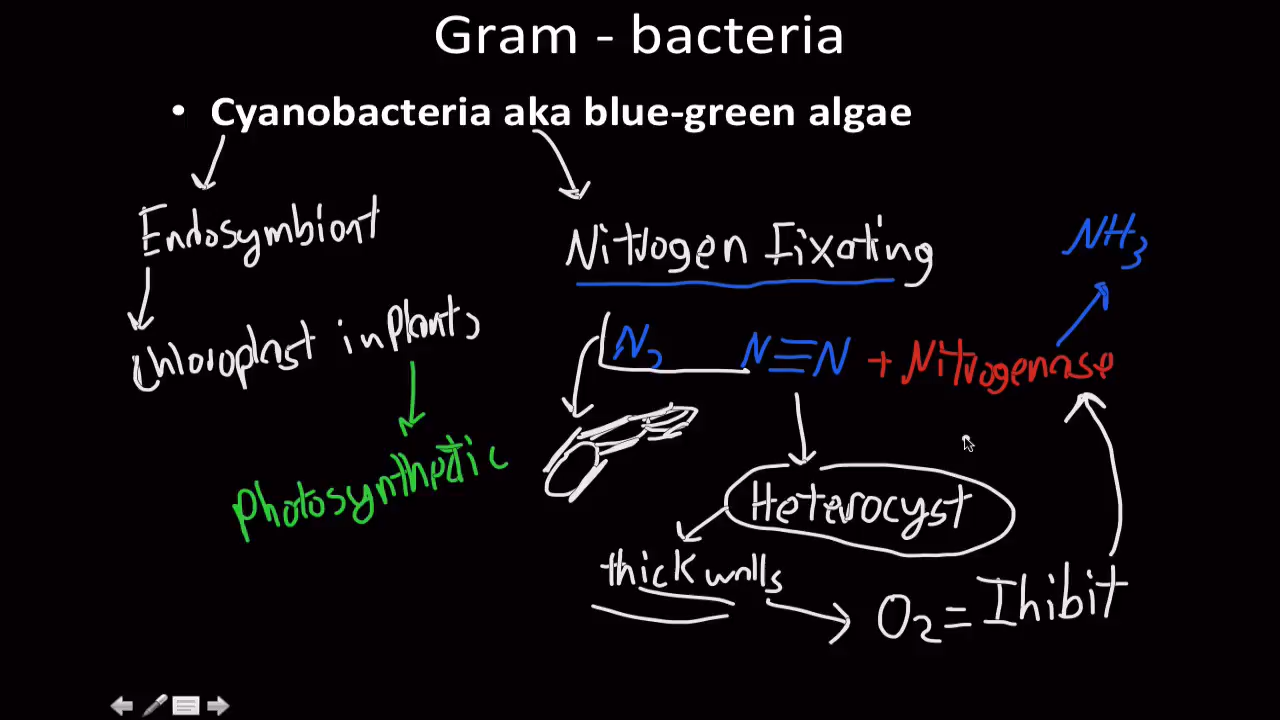 Gram - bacteria
• Cyanobacteria aka blue-green algae
Endosymbiont
Chloroplast in plants
Photosynthetic
Nitrogen Fixating
NH3
N2 N≡N + Nitrogenase
Heterocyst
thick walls
O2 = Ihibit